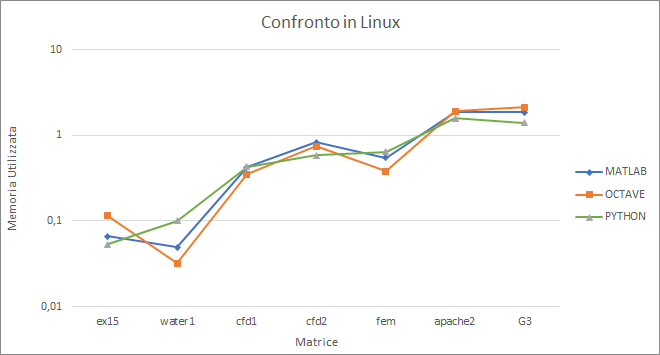 Confronto in Linux
10
1
0,1
0,01
Memoria Utilizzata
ex15 water1 cfd1 cfd2 fem apache2 G3
Matrice
MATLAB
OCTAVE
PYTHON